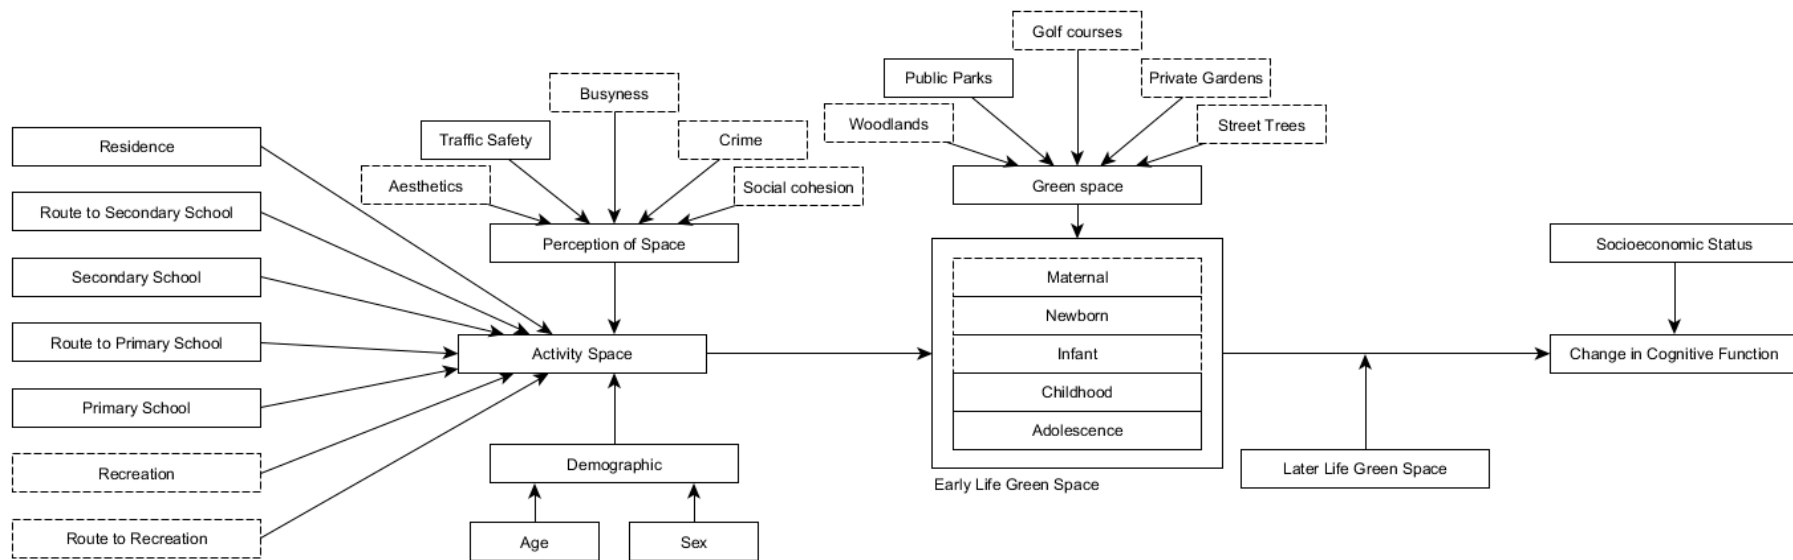 Golf courses
Public Parks
Private Gardens
Busyness
Woodlands
Street Trees
Residence
Traffic Safety
Crime
Aesthetics
Social cohesion
Green space
Route to Secondary School
Perception of Space
Socioeconomic Status
Secondary School
Maternal
Newborn
Route to Primary School
Activity Space
Infant
Change in Cognitive Function
Primary School
Childhood
Adolescence
Recreation
Demographic
Later Life Green Space
Early Life Green Space
Route to Recreation
Age
Sex